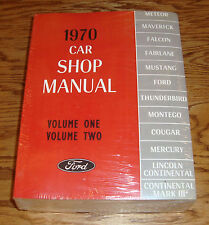 1970
CAR
SHOP
MANUAL
VOLUME ONE
VOLUME TWO
Ford
METEOR
MAVERICK
FALCON
FAIRLANE
MUSTANG
FORD
THUNDERBIRD
MONTEGO
COUGAR
MERCURY
LINCOLN
CONTINENTAL
CONTINENTAL
MARK III